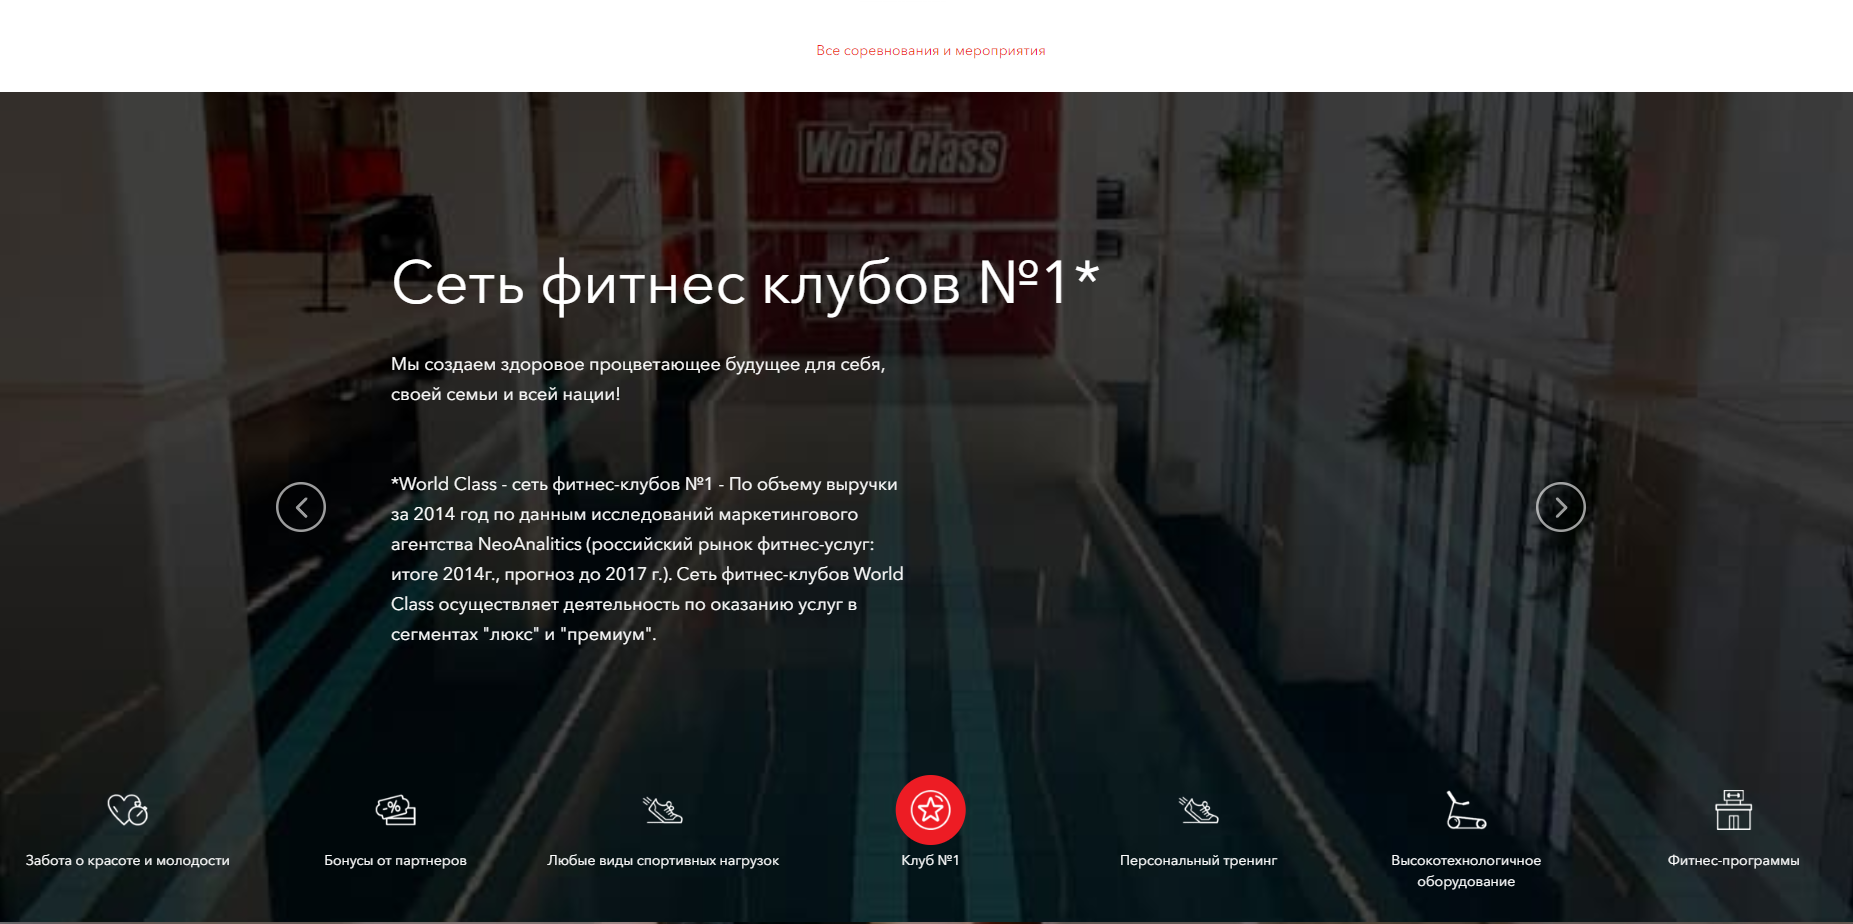 Все соревнования и мероприятия
World Class
Сеть фитнес клубов №1*
Мы создаем здоровое процветающее будущее для себя,
своей семьи и всей нации!
*World Class - сеть фитнес-клубов №1 - По объему выручки
за 2014 год по данным исследований маркетингового
агентства NeoAnalitics (российский рынок фитнес-услуг:
итоге 2014г., прогноз до 2017 г.). Сеть фитнес-клубов World
Class осуществляет деятельность по оказанию услуг в
сегментах "люкс" и "премиум".
Забота о красоте и молодости
Бонусы от партнеров
Любые виды спортивных нагрузок
Клуб №1
Персональный тренинг
Высокотехнологичное
оборудование
Фитнес-программы